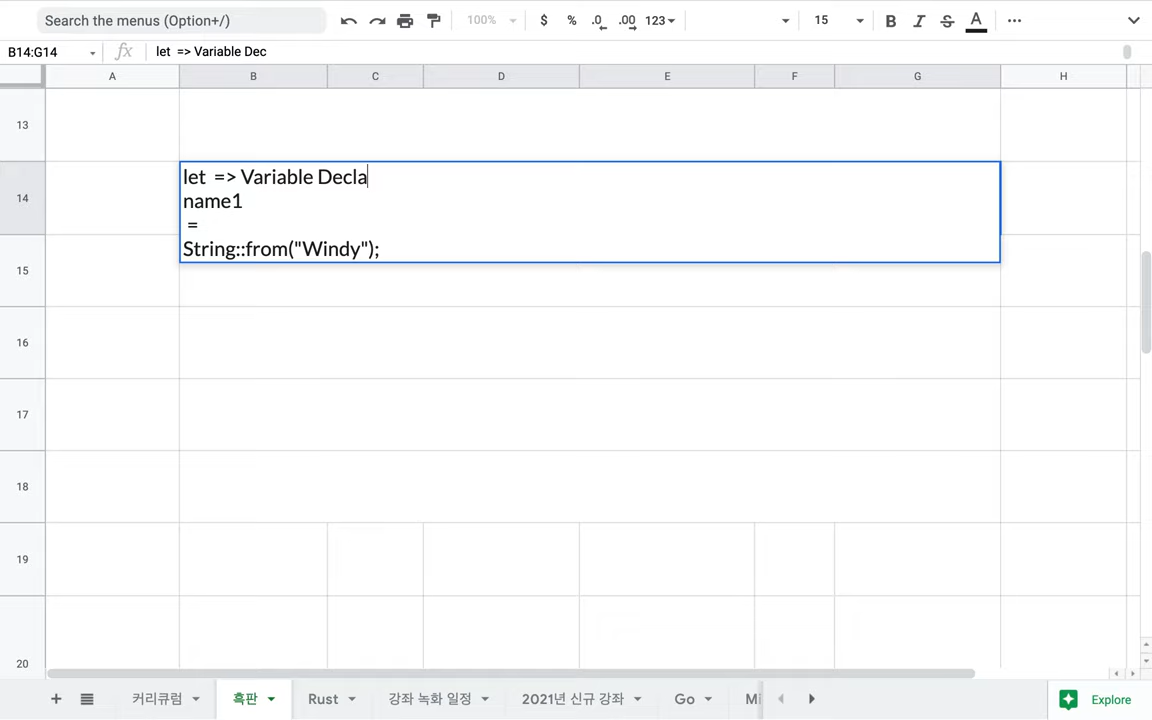 Search the menus (Option+/)
100%
$ % .0 .00 123
15
B I S A
B14:G14
fx
let => Variable Dec
A B C D E F G H
13
14
let => Variable Decla
name1
=
String::from("Windy");
15
16
17
18
19
20
커리큘럼
흑판
Rust
강좌 녹화 일정
2021년 신규 강좌
Go
Mi
Explore